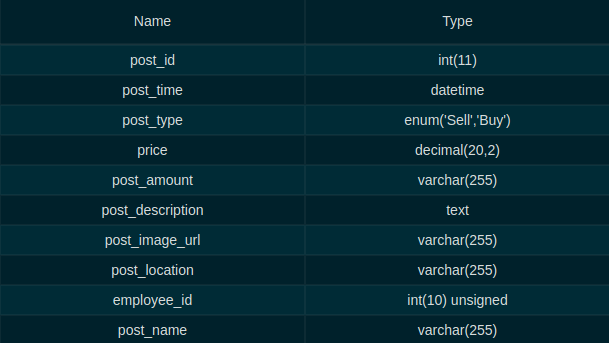 Name Type
post_id int(11)
post_time datetime
post_type enum('Sell','Buy')
price decimal(20,2)
post_amount varchar(255)
post_description text
post_image_url varchar(255)
post_location varchar(255)
employee_id int(10) unsigned
post_name varchar(255)